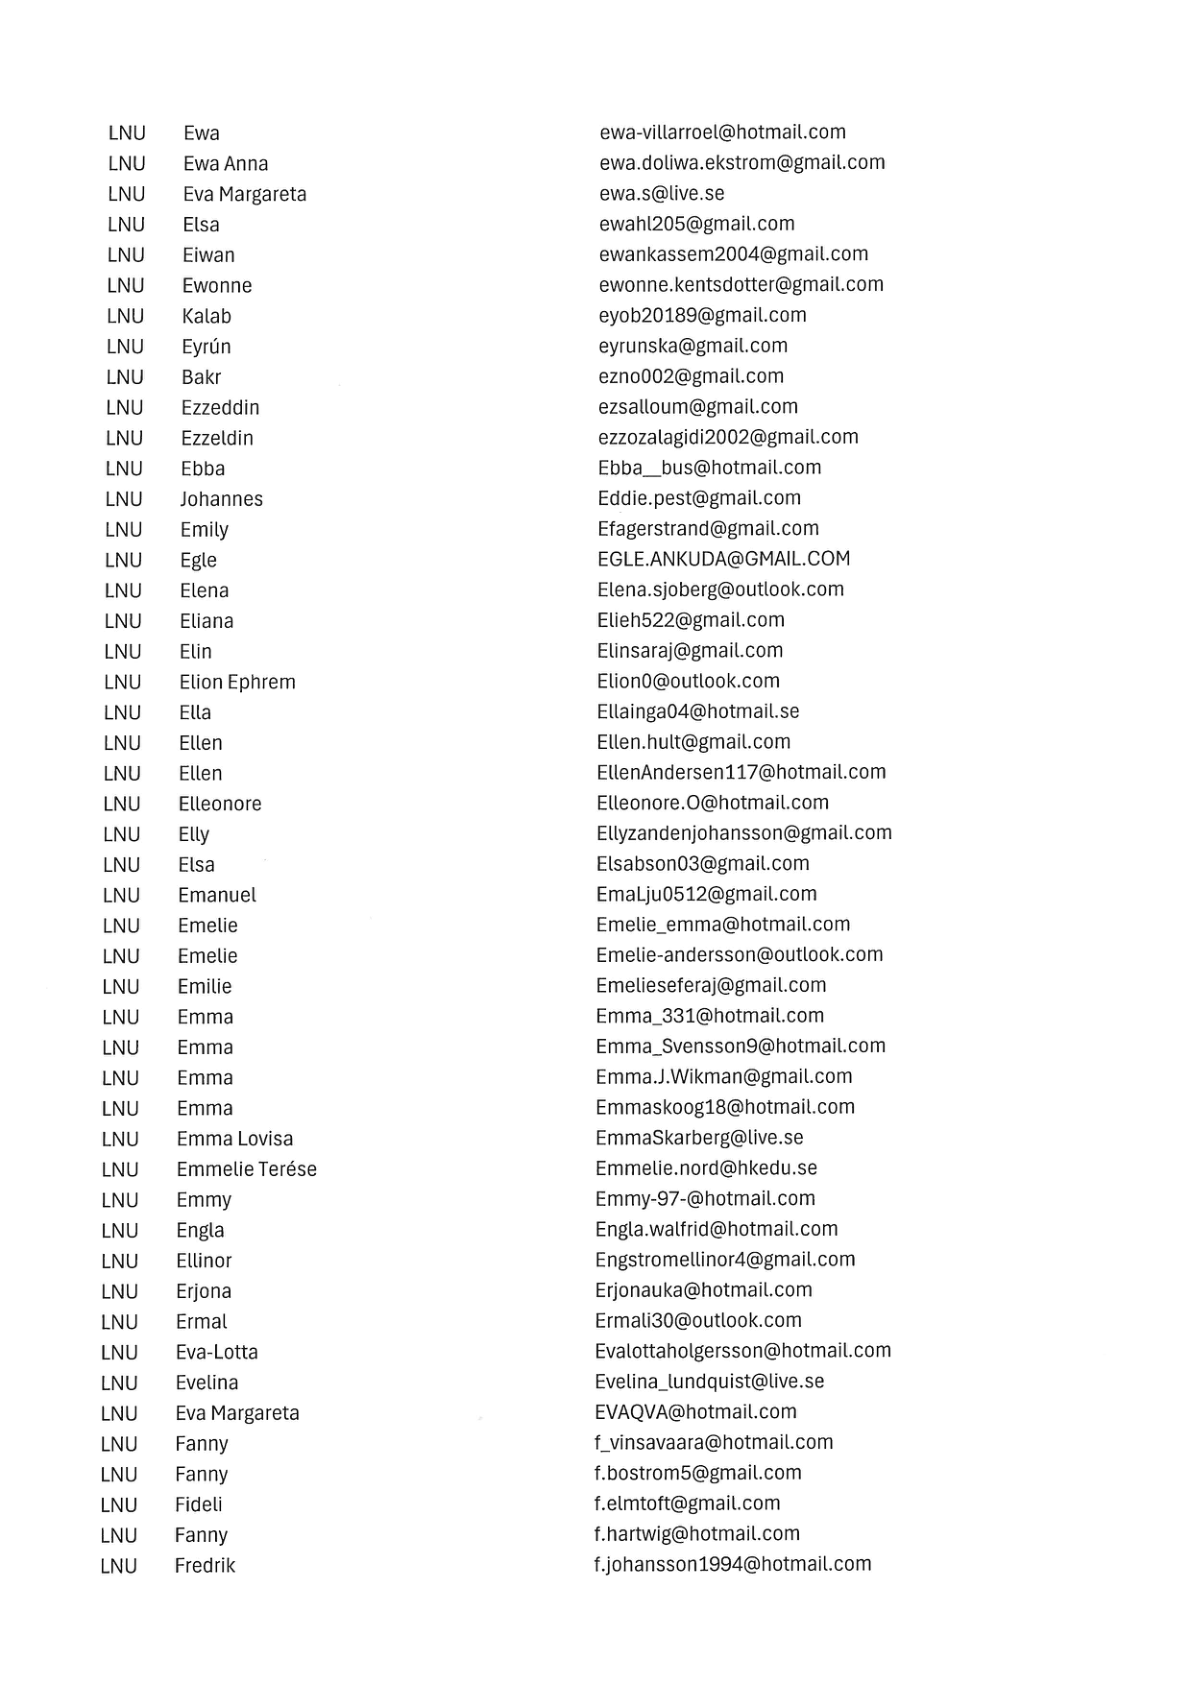 LNU Ewa ewa-villarroel@hotmail.com
LNU Ewa Anna ewa.doliwa.ekstrom@gmail.com
LNU Eva Margareta ewa.s@live.se
LNU Elsa ewahl205@gmail.com
LNU Eiwan ewankassem2004@gmail.com
LNU Ewonne ewonne.kentsdotter@gmail.com
LNU Kalab eyob20189@gmail.com
LNU Eyrún eyrunska@gmail.com
LNU Bakr ezno002@gmail.com
LNU Ezzeddin ezsalloum@gmail.com
LNU Ezzeldin ezzozalagidi2002@gmail.com
LNU Ebba Ebba__bus@hotmail.com
LNU Johannes Eddie.pest@gmail.com
LNU Emily Efagerstrand@gmail.com
LNU Egle EGLE.ANKUDA@GMAIL.COM
LNU Elena Elena.sjoberg@outlook.com
LNU Eliana Elieh522@gmail.com
LNU Elin Elinsaraj@gmail.com
LNU Elion Ephrem Elion0@outlook.com
LNU Ella Ellainga04@hotmail.se
LNU Ellen Ellen.hult@gmail.com
LNU Ellen EllenAndersen117@hotmail.com
LNU Elleonore Elleonore.O@hotmail.com
LNU Elly Ellyzandenjohansson@gmail.com
LNU Elsa Elsabson03@gmail.com
LNU Emanuel EmaLju0512@gmail.com
LNU Emelie Emelie_emma@hotmail.com
LNU Emelie Emelie-andersson@outlook.com
LNU Emilie Emelieseferaj@gmail.com
LNU Emma Emma_331@hotmail.com
LNU Emma Emma_Svensson9@hotmail.com
LNU Emma Emma.J.Wikman@gmail.com
LNU Emma Emmaskoog18@hotmail.com
LNU Emma Lovisa EmmaSkarberg@live.se
LNU Emmelie Terése Emmelie.nord@hkedu.se
LNU Emmy Emmy-97-@hotmail.com
LNU Engla Engla.walfrid@hotmail.com
LNU Ellinor Engstromellinor4@gmail.com
LNU Erjona Erjonauka@hotmail.com
LNU Ermal Ermali30@outlook.com
LNU Eva-Lotta Evalottaholgersson@hotmail.com
LNU Evelina Evelina_lundquist@live.se
LNU Eva Margareta EVAQVA@hotmail.com
LNU Fanny f_vinsavaara@hotmail.com
LNU Fanny f.bostrom5@gmail.com
LNU Fideli f.elmtoft@gmail.com
LNU Fanny f.hartwig@hotmail.com
LNU Fredrik f.johansson1994@hotmail.com